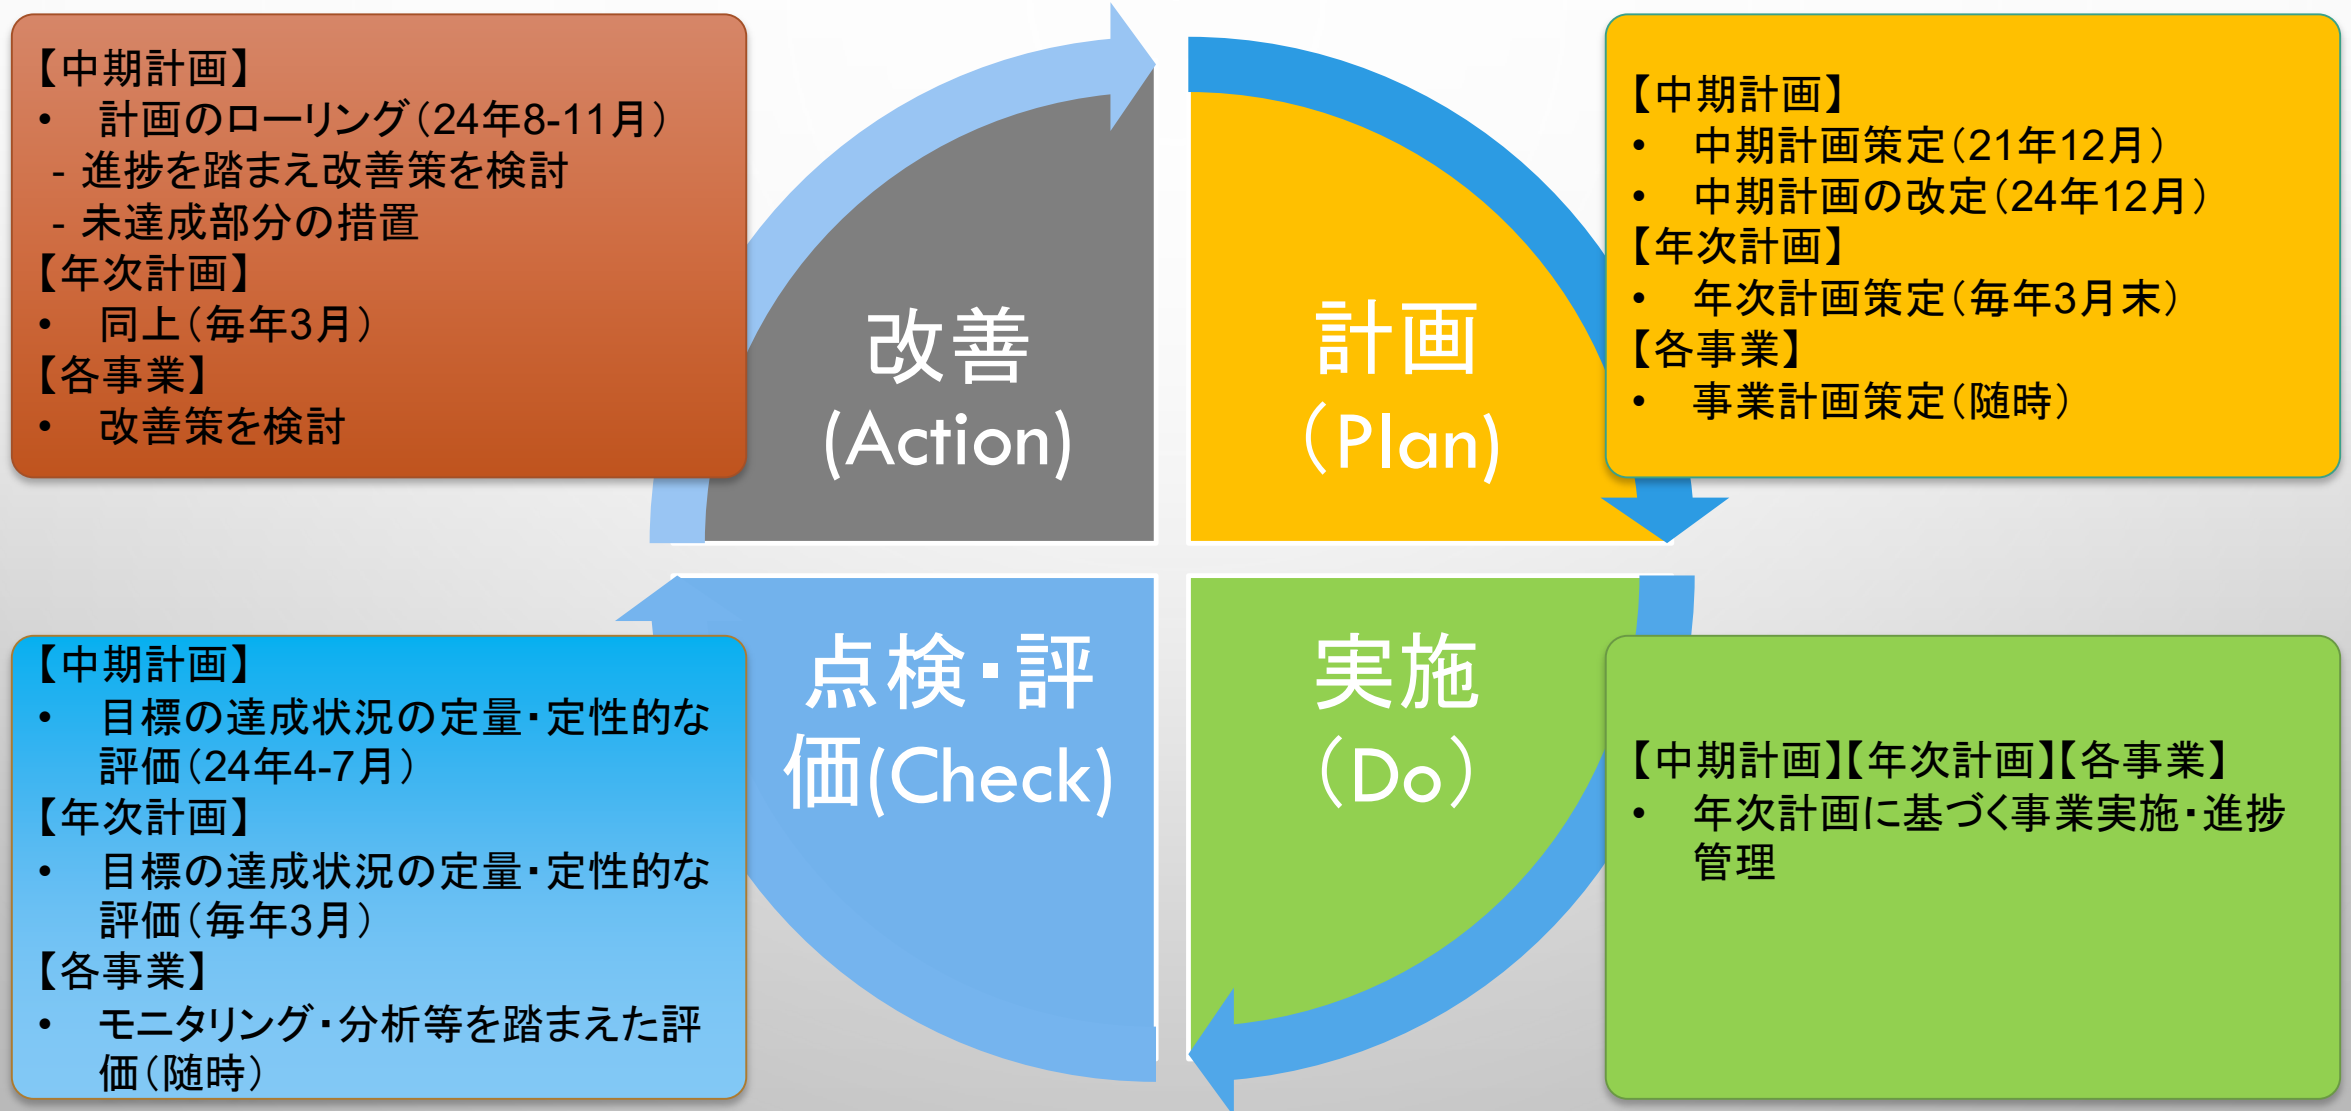 【中期計画】
• 計画のローリング（24年8-11月）
- 進捗を踏まえ改善策を検討
- 未達成部分の措置
【年次計画】
• 同上（毎年3月）
【各事業】
• 改善策を検討
改善
(Action)
計画
（Plan)
【中期計画】
• 中期計画策定（21年12月）
• 中期計画の改定（24年12月）
【年次計画】
• 年次計画策定（毎年3月末）
【各事業】
• 事業計画策定（随時）
【中期計画】
• 目標の達成状況の定量・定性的な
評価（24年4-7月）
【年次計画】
• 目標の達成状況の定量・定性的な
評価（毎年3月）
【各事業】
• モニタリング・分析等を踏まえた評
価（随時）
点検・評
価(Check)
実施
（Do）
【中期計画】【年次計画】【各事業】
• 年次計画に基づく事業実施・進捗
管理